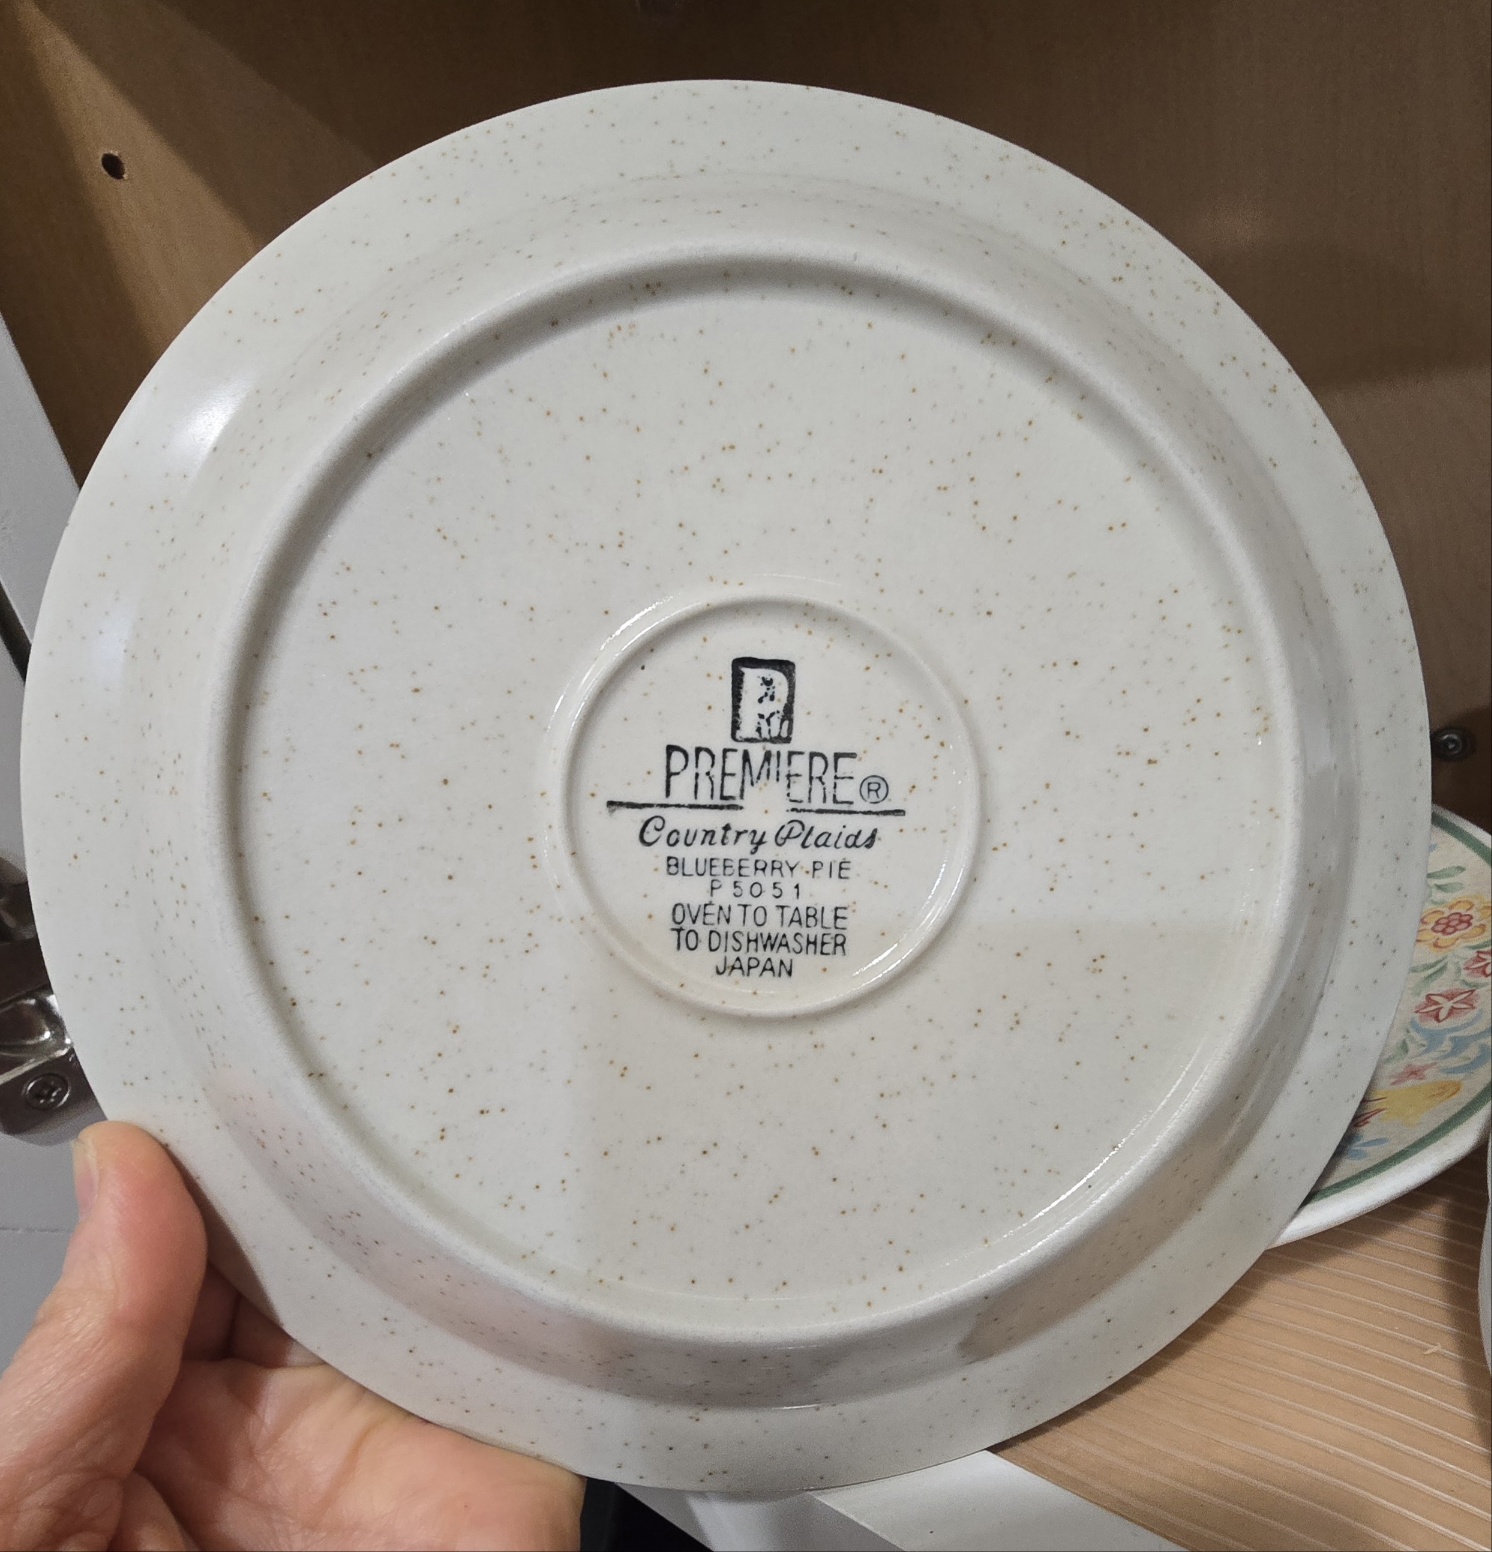 PREMIERE®
Country Plaids
BLUEBERRY PIE
P5051
OVEN TO TABLE
TO DISHWASHER
JAPAN